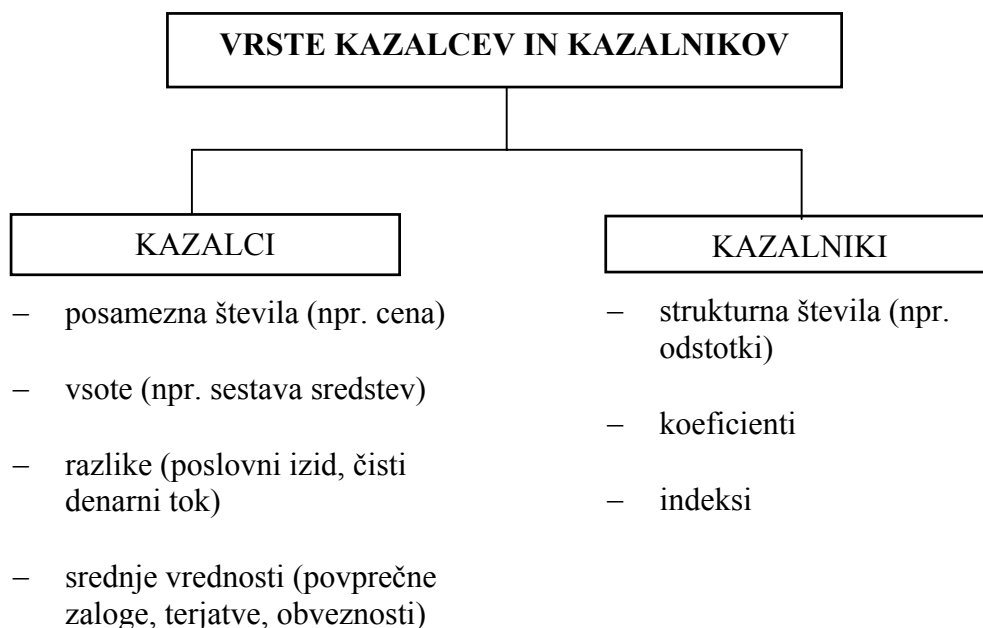 VRSTE KAZALCEV IN KAZALNIKOV
KAZALCI
– posamezna števila (npr. cena)
– vsote (npr. sestava sredstev)
– razlike (poslovni izid, čisti
denarni tok)
– srednje vrednosti (povprečne
zaloge, terjatve, obveznosti)
KAZALNIKI
– strukturna števila (npr.
odstotki)
– koeficienti
– indeksi